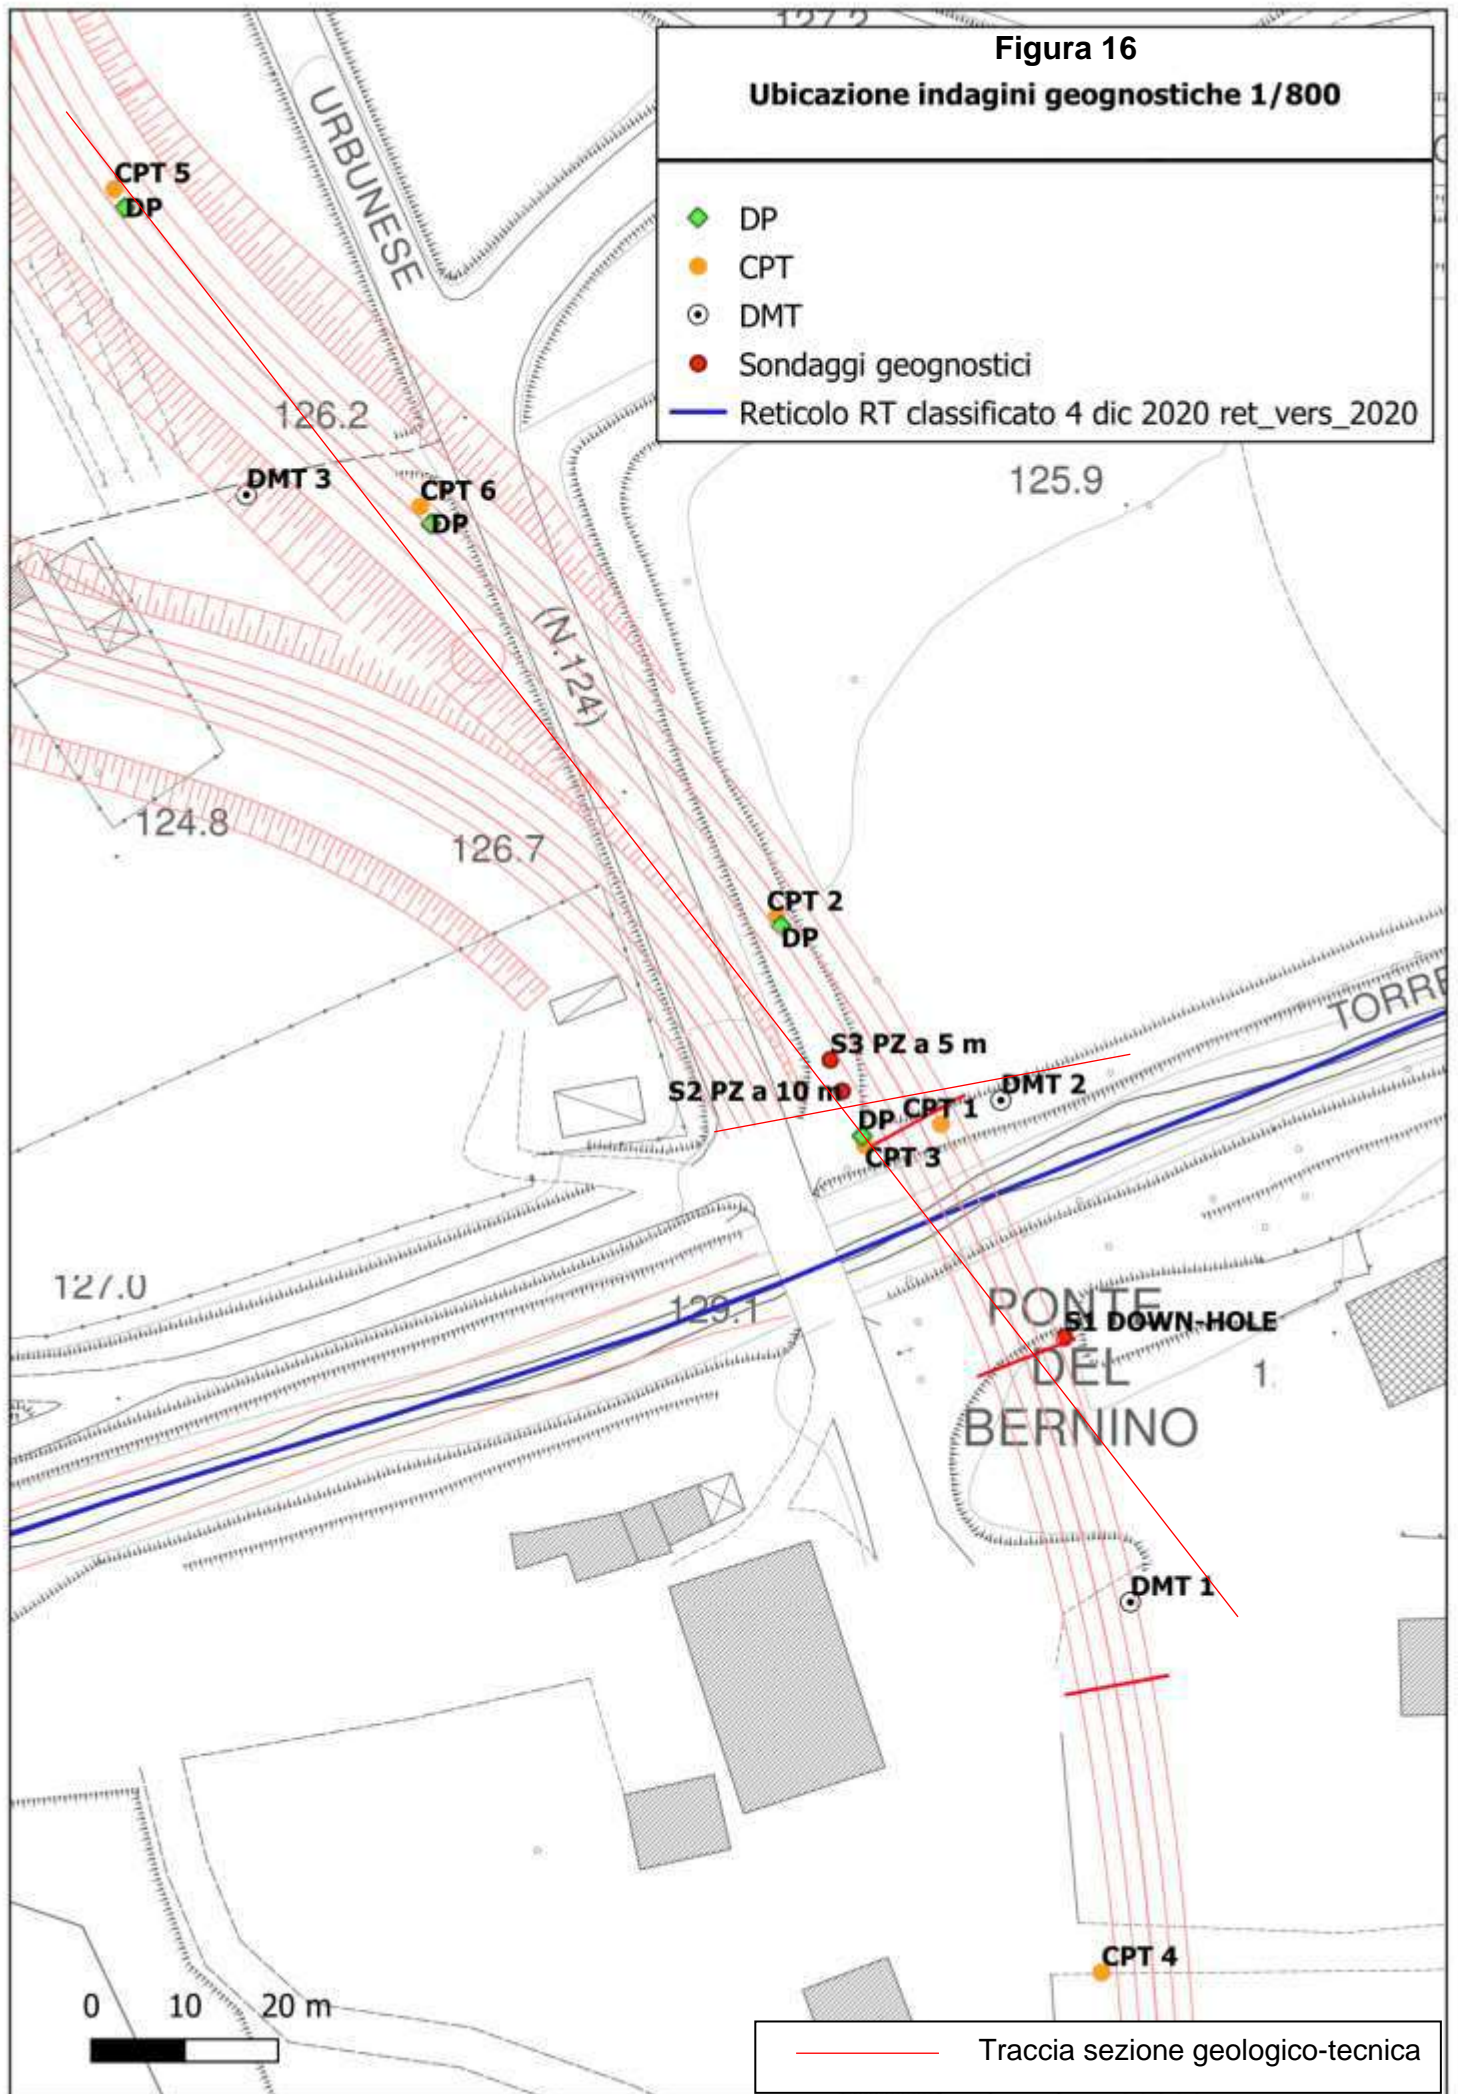 127.2
Figura 16
Ubicazione indagini geognostiche 1/800
DP
CPT
DMT
Sondaggi geognostici
Reticolo RT classificato 4 dic 2020 ret_vers_2020
URBUNESE
CPT 5
DP
126.2
DMT 3
CPT 6
DP
125.9
(N.124)
124.8
126.7
CPT 2
DP
TORRE
S3 PZ a 5 m
S2 PZ a 10 m
DMT 2
CPT 1
DP
CPT 3
127.0
129.1
PONTE
S1 DOWN-HOLE
DEL
1.
BERNINO
DMT 1
CPT 4
0 10 20 m
Traccia sezione geologico-tecnica